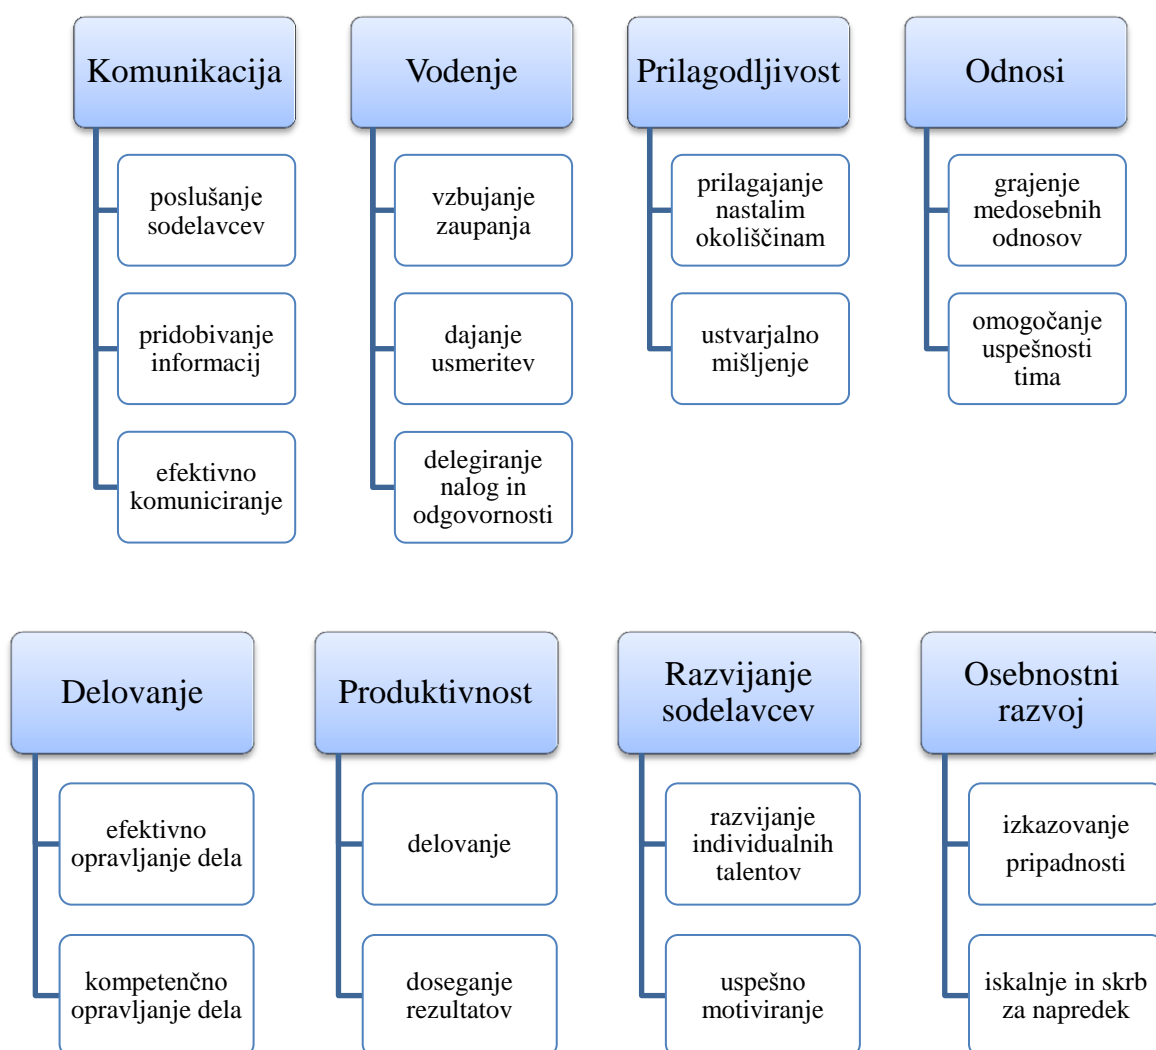 Komunikacija
poslušanje
sodelavcev
pridobivanje
informacij
efektivno
komuniciranje
Vodenje
vzbujanje
zaupanja
dajanje
usmeritev
delegiranje
nalog in
odgovornosti
Prilagodljivost
prilagajanje
nastalim
okoliščinam
ustvarjalno
mišljenje
Odnosi
grajenje
medosebnih
odnosov
omogočanje
uspešnosti
tima
Delovanje
efektivno
opravljanje dela
kompetenčno
opravljanje dela
Produktivnost
delovanje
doseganje
rezultatov
Razvijanje
sodelavcev
razvijanje
individualnih
talentov
uspešno
motiviranje
Osebnostni
razvoj
izkazovanje
pripadnosti
iskalnje in skrb
za napredek